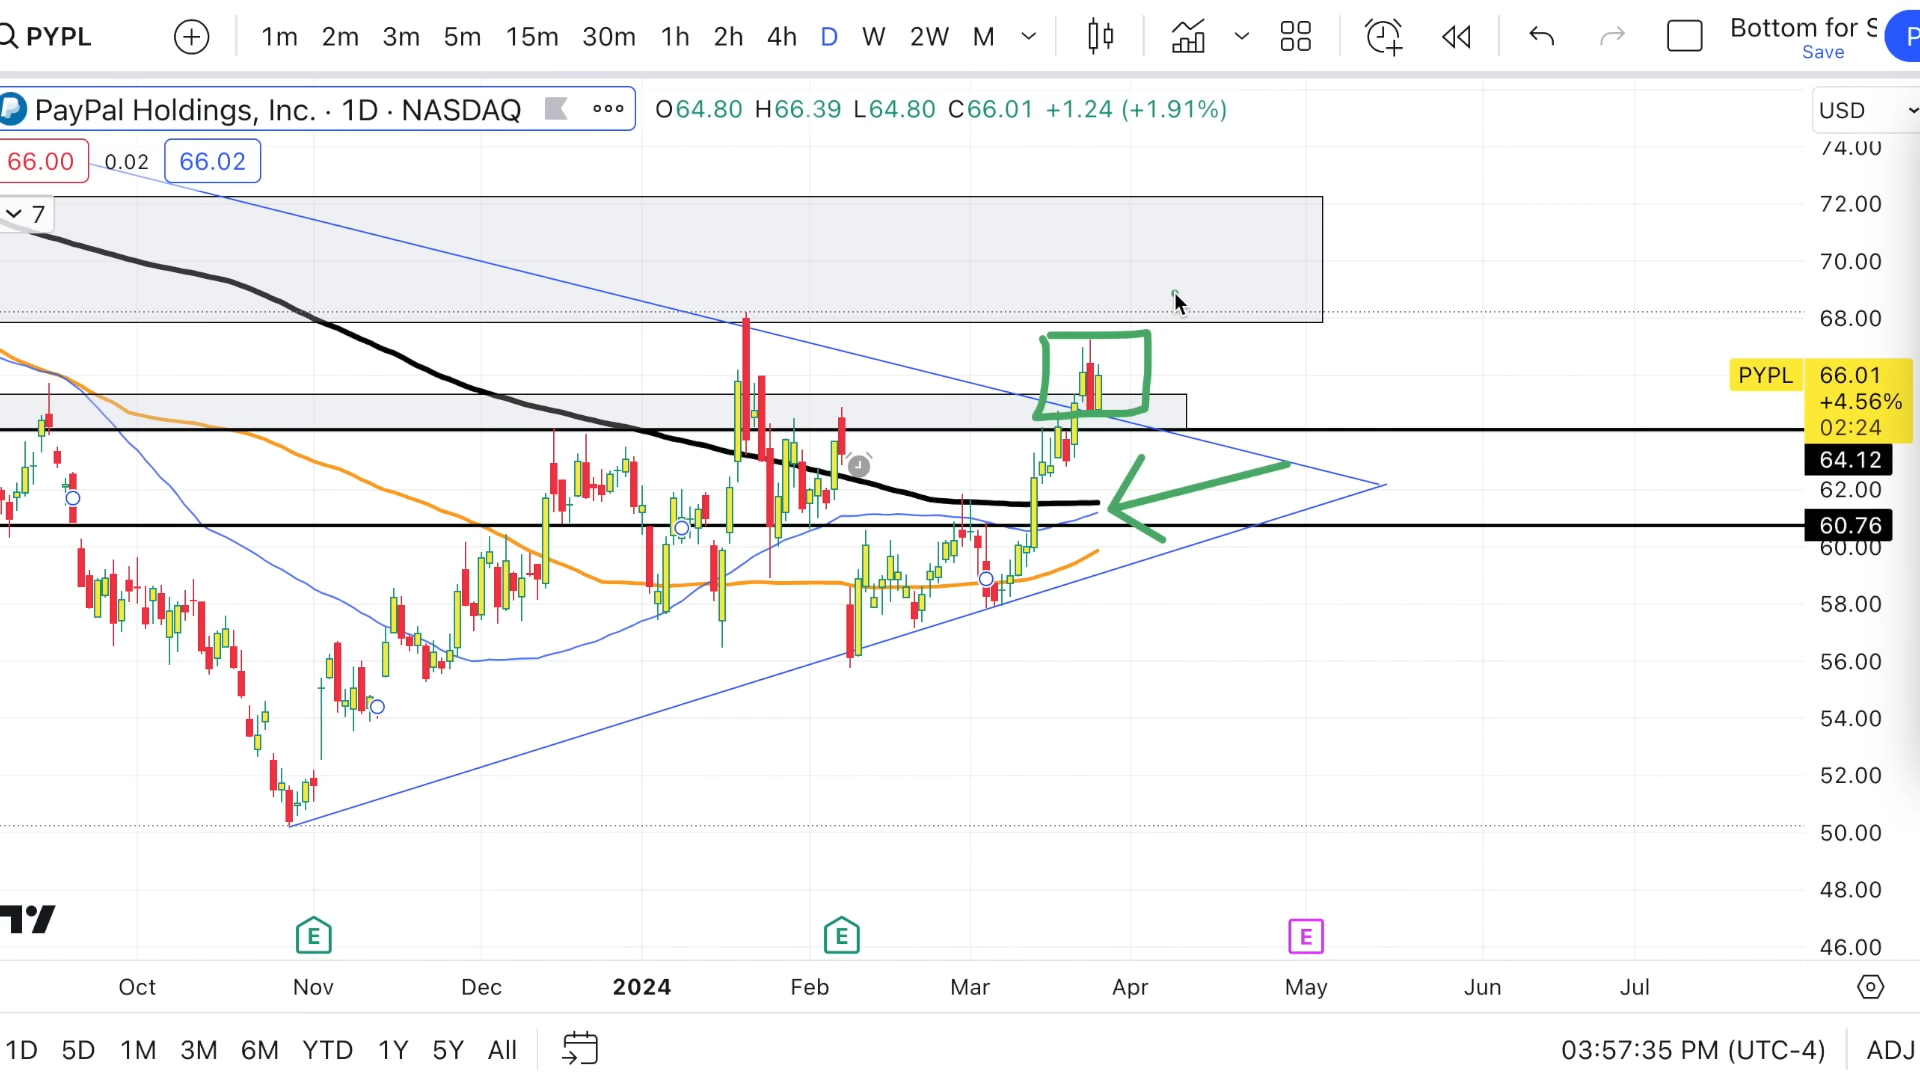 PYPL 1m 2m 3m 5m 15m 30m 1h 2h 4h D W 2W M Bottom for S
Save
P
PayPal Holdings, Inc. · 1D · NASDAQ O64.80 H66.39 L64.80 C66.01 +1.24 (+1.91%) USD
66.00 0.02 66.02
7
74.00
72.00
70.00
68.00
PYPL 66.01
+4.56%
02:24
64.12
62.00
60.76
60.00
58.00
56.00
54.00
52.00
50.00
48.00
46.00
E E E
Oct Nov Dec 2024 Feb Mar Apr May Jun Jul
1D 5D 1M 3M 6M YTD 1Y 5Y All 03:57:35 PM (UTC-4) ADJ